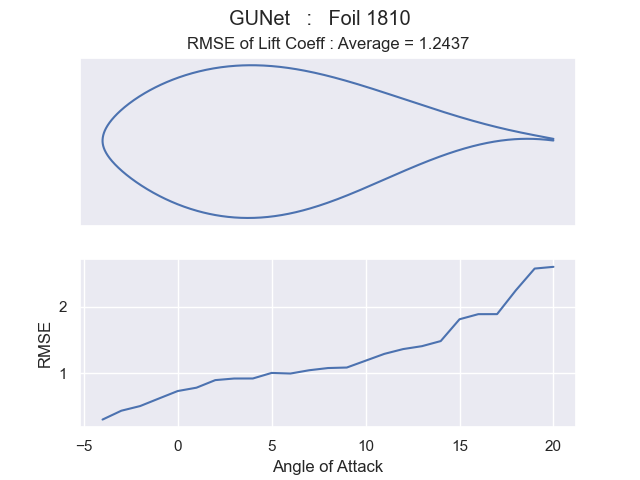 GUNet   :   Foil 1810
RMSE of Lift Coeff : Average = 1.2437
2
1
RMSE
−5
0
5
10
15
20
Angle of Attack